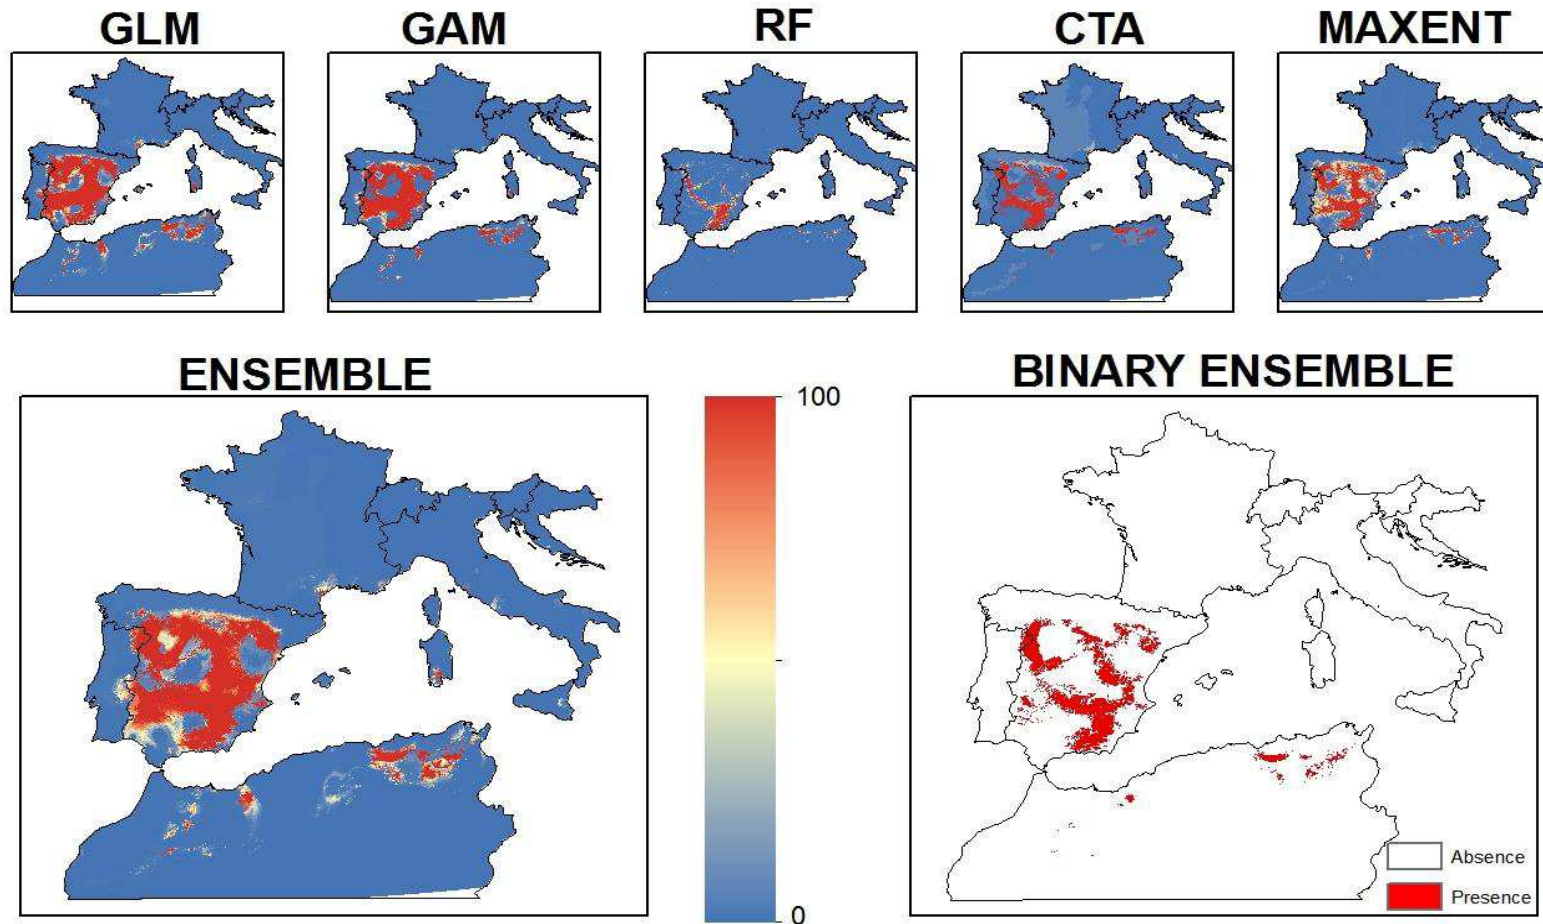 GLM
GAM
RF
CTA
MAXENT
ENSEMBLE
BINARY ENSEMBLE
100
0
Absence
Presence